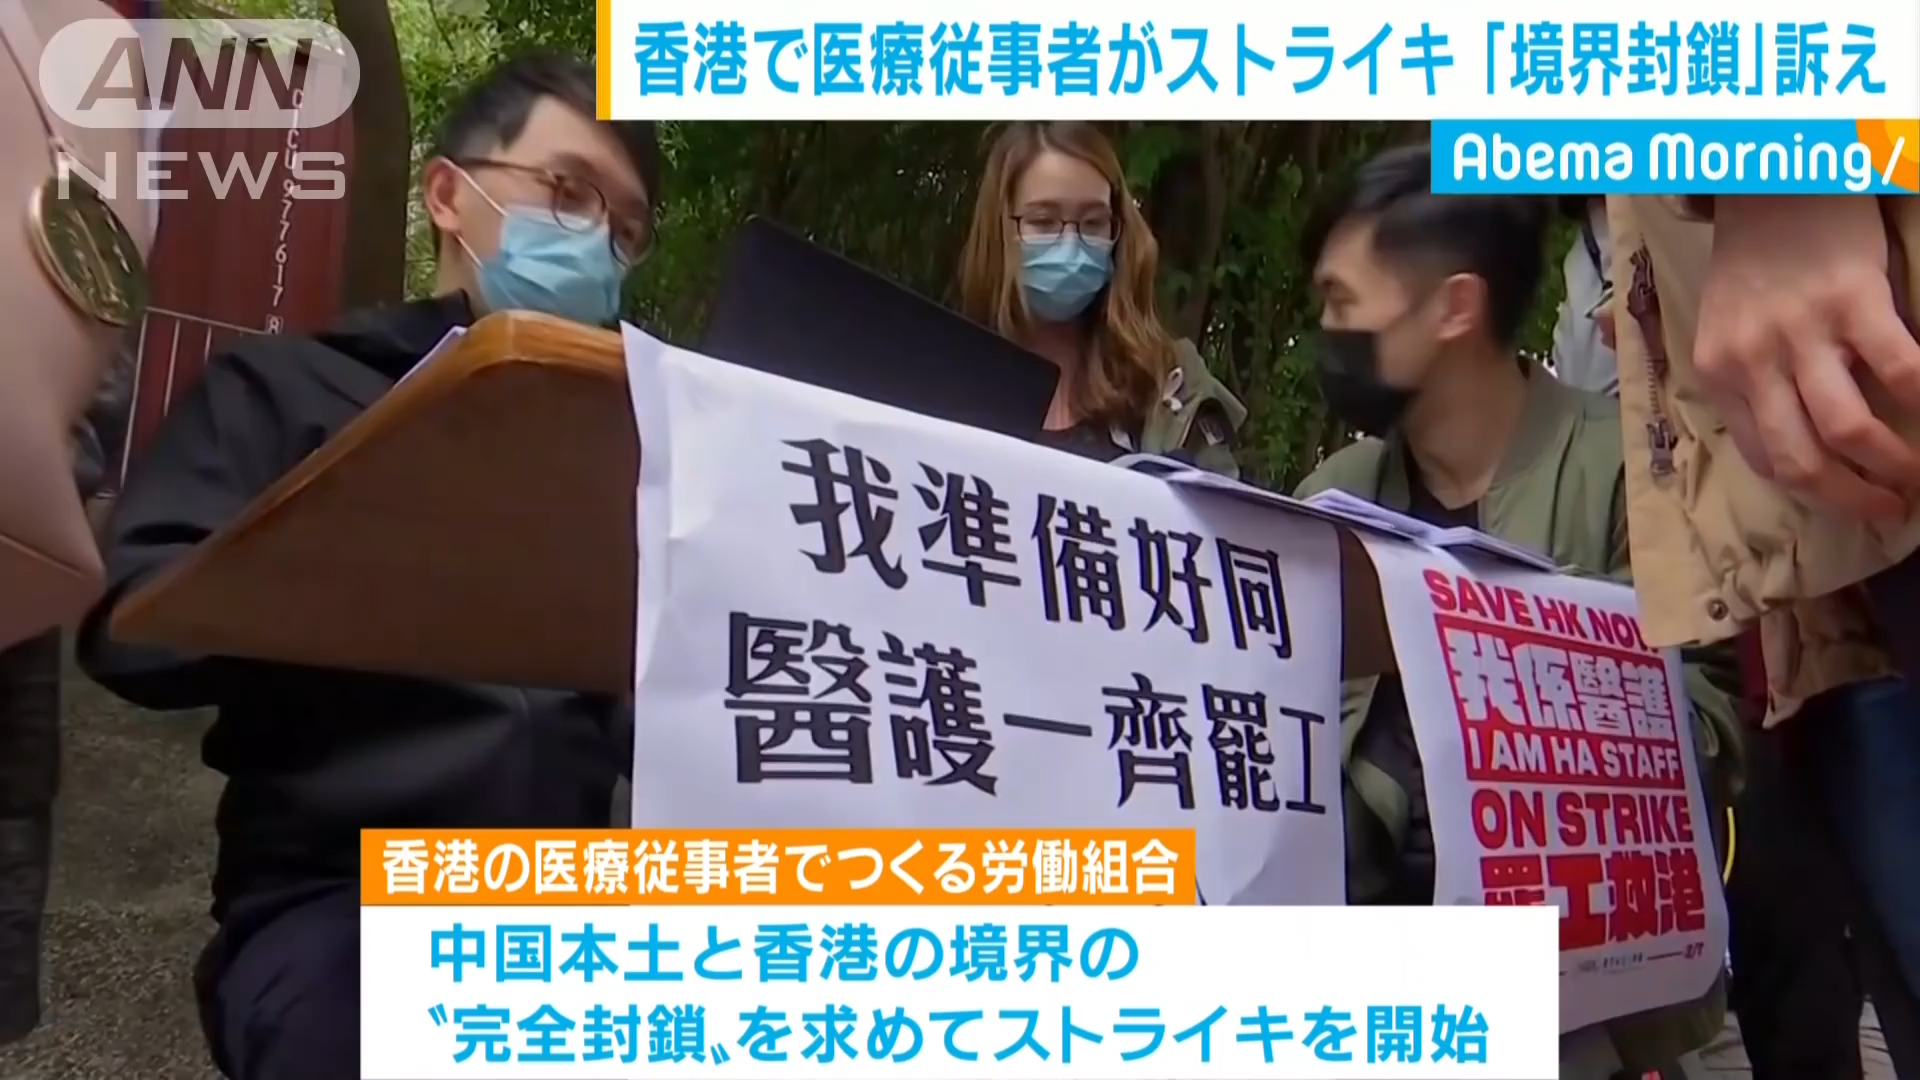 ANN
NEWS
香港で医療従事者がストライキ「境界封鎖」訴え
Abema Morning/
我準備好同
醫護一齊罷工
SAVE HK NOW
我係醫護
I AM HA STAFF
ON STRIKE
罷工救港
香港の医療従事者でつくる労働組合
中国本土と香港の境界の
〝完全封鎖〟を求めてストライキを開始